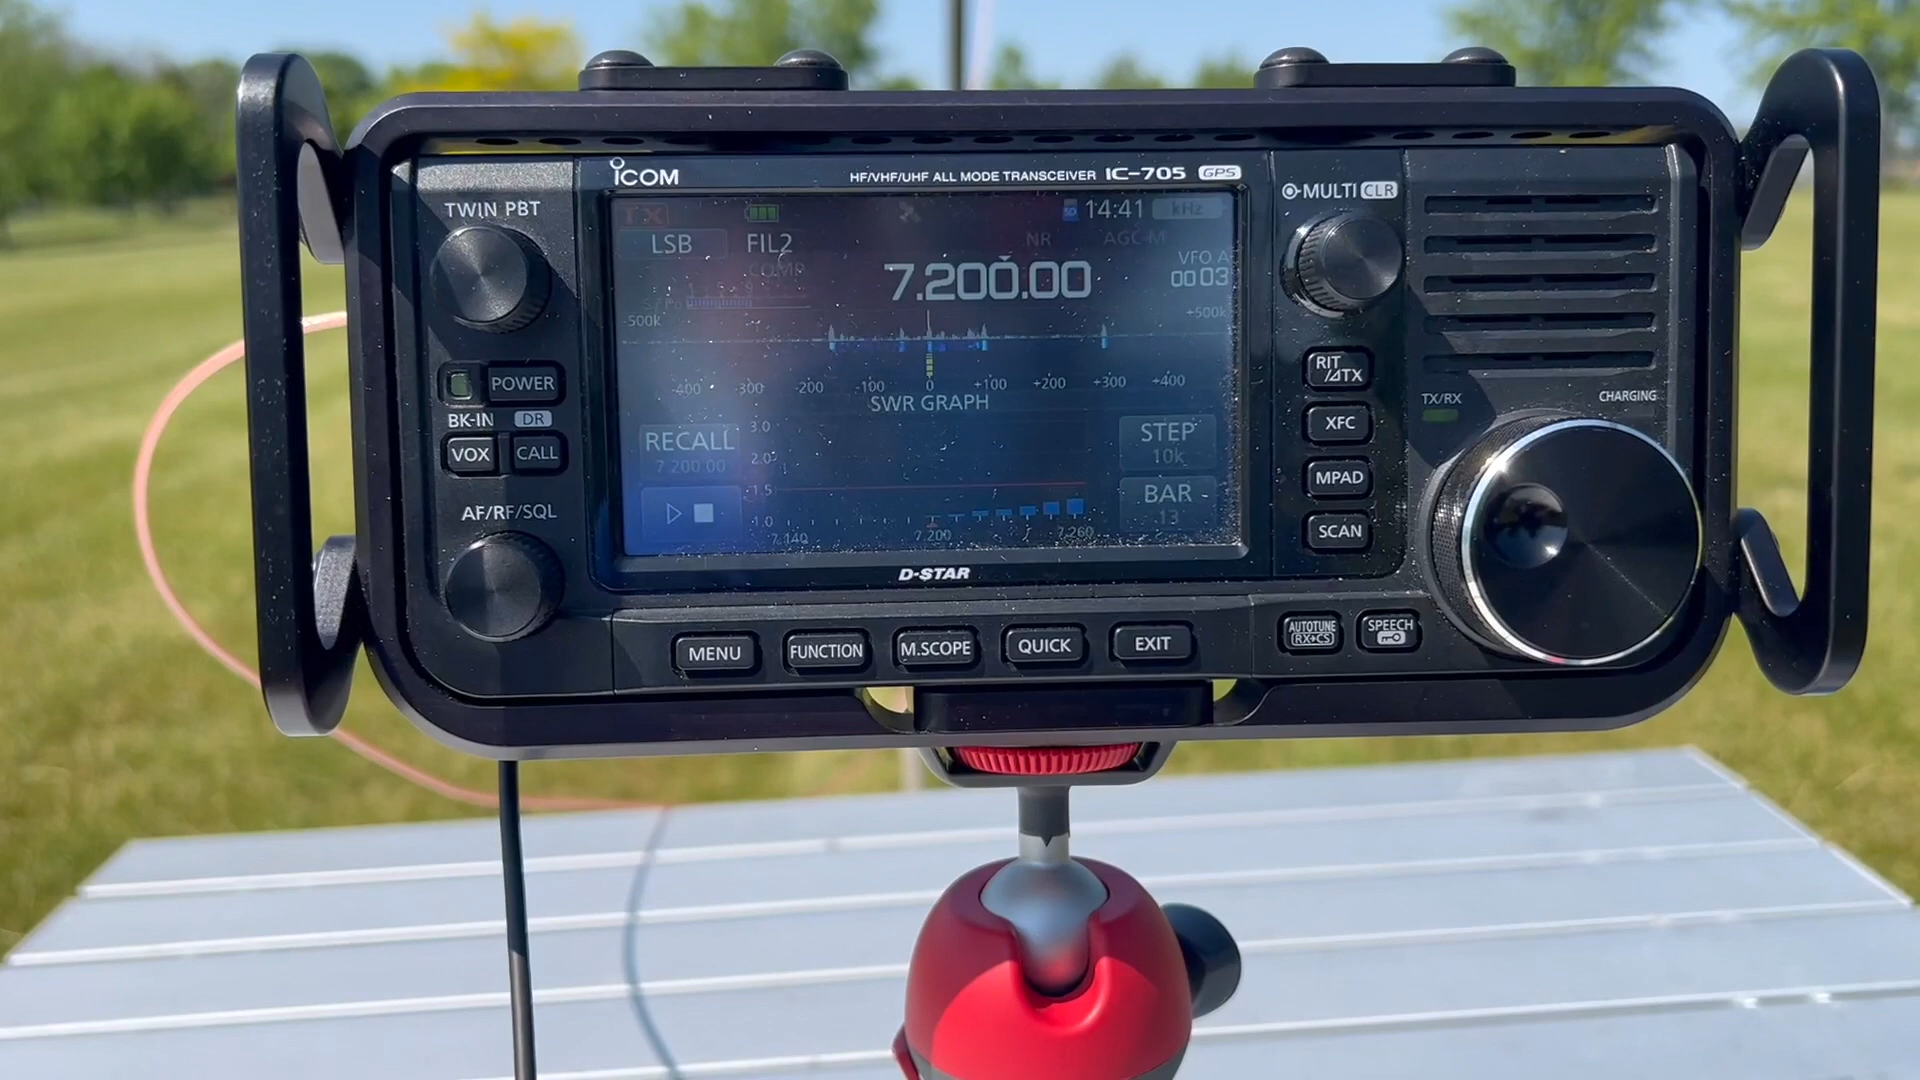 ICOM
HF/VHF/UHF ALL MODE TRANSCEIVER IC-705 GPS
TWIN PBT
MULTI CLR
TX
SD 14:41 kHz
LSB FIL2 NR AGC-M
COMP
7.200.00
VFO A
00 03
-500k +500k
-400 -300 -200 -100 0 +100 +200 +300 +400
SWR GRAPH
RECALL
7 200 00
3.0
2.0
1.5
1.0
7.140 7.200 7.260
STEP
10k
BAR
13
POWER
BK-IN DR
VOX CALL
AF/RF/SQL
RIT
/⊿TX
XFC
MPAD
SCAN
TX/RX
CHARGING
D-STAR
MENU FUNCTION M.SCOPE QUICK EXIT
AUTOTUNE
RX→CS
SPEECH